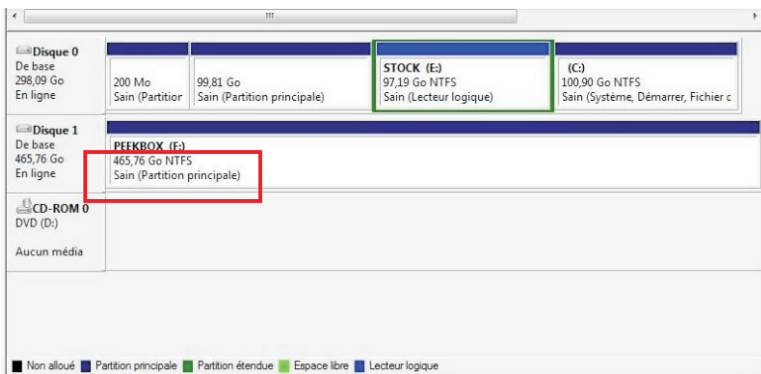 Disque 0
De base
298,09 Go
En ligne
200 Mo
Sain (Partitior
99,81 Go
Sain (Partition principale)
STOCK (E:)
97,19 Go NTFS
Sain (Lecteur logique)
(C:)
100,90 Go NTFS
Sain (Système, Démarrer, Fichier c
Disque 1
De base
465,76 Go
En ligne
PEEKBOX (F:)
465,76 Go NTFS
Sain (Partition principale)
CD-ROM 0
DVD (D:)
Aucun média
Non alloué Partition principale Partition étendue Espace libre Lecteur logique